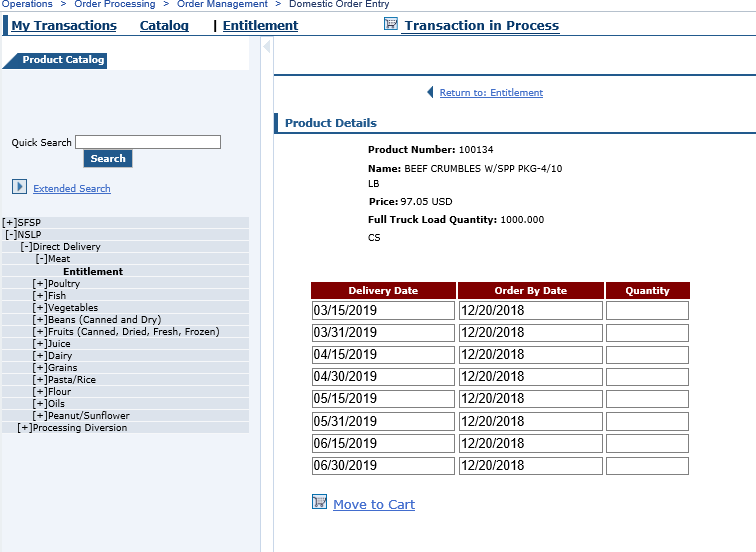 Operations > Order Processing > Order Management > Domestic Order Entry
My Transactions Catalog | Entitlement Transaction in Process
Product Catalog
Return to: Entitlement
Product Details
Quick Search
Search
Extended Search
Product Number: 100134
Name: BEEF CRUMBLES W/SPP PKG-4/10
LB
Price: 97.05 USD
Full Truck Load Quantity: 1000.000
CS
[+]SFSP
[-]NSLP
[-]Direct Delivery
[-]Meat
Entitlement
[+]Poultry
[+]Fish
[+]Vegetables
[+]Beans (Canned and Dry)
[+]Fruits (Canned, Dried, Fresh, Frozen)
[+]Juice
[+]Dairy
[+]Grains
[+]Pasta/Rice
[+]Flour
[+]Oils
[+]Peanut/Sunflower
[+]Processing Diversion
Delivery Date Order By Date Quantity
03/15/2019 12/20/2018
03/31/2019 12/20/2018
04/15/2019 12/20/2018
04/30/2019 12/20/2018
05/15/2019 12/20/2018
05/31/2019 12/20/2018
06/15/2019 12/20/2018
06/30/2019 12/20/2018
Move to Cart